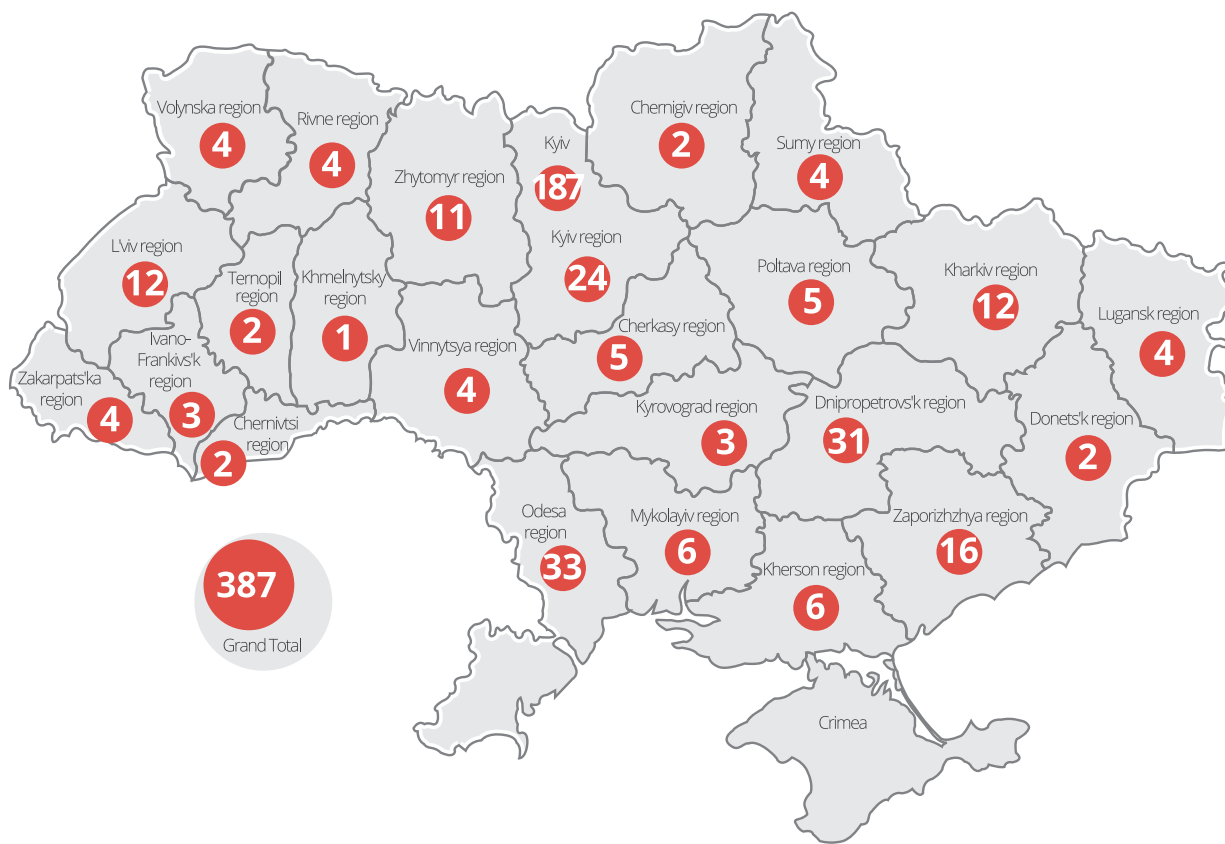 Volynska region
4
Rivne region
4
Zhytomyr region
11
Kyiv
187
Kyiv region
24
Chernigiv region
2
Sumy region
4
L'viv region
12
Ternopil
region
2
Khmelnytsky
region
1
Vinnytsya region
4
Cherkasy region
5
Poltava region
5
Kharkiv region
12
Lugansk region
4
Zakarpats'ka
region
4
Ivano-
Frankivs'k
region
3
Chernivtsi
region
2
Kyrovograd region
3
Dnipropetrovs'k region
31
Donets'k region
2
Odesa
region
33
Mykolayiv region
6
Kherson region
6
Zaporizhzhya region
16
387
Grand Total
Crimea